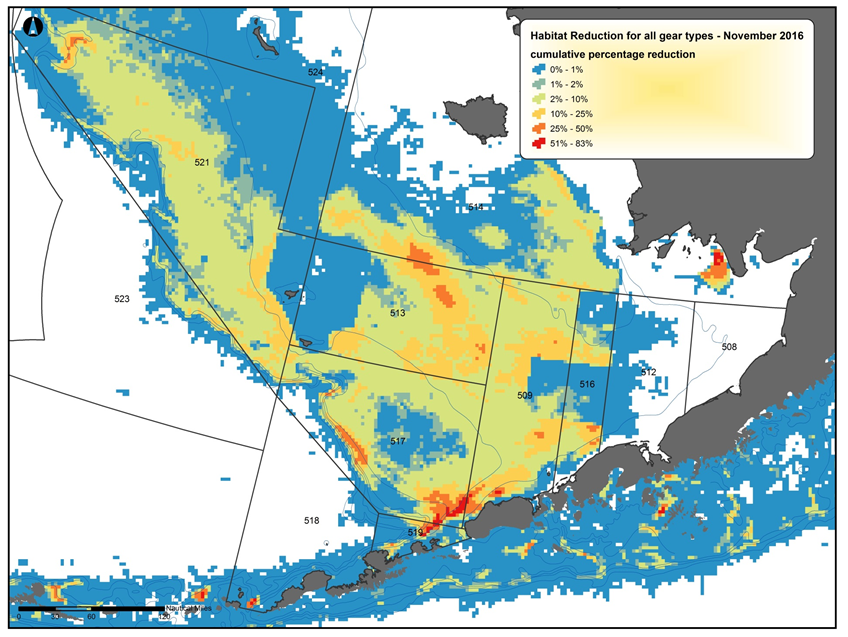 Habitat Reduction for all gear types - November 2016
cumulative percentage reduction
0% - 1%
1% - 2%
2% - 10%
10% - 25%
25% - 50%
51% - 83%
524
521
514
523
513
508
512
516
509
517
518
519
Nautical Miles
0 30 60 120